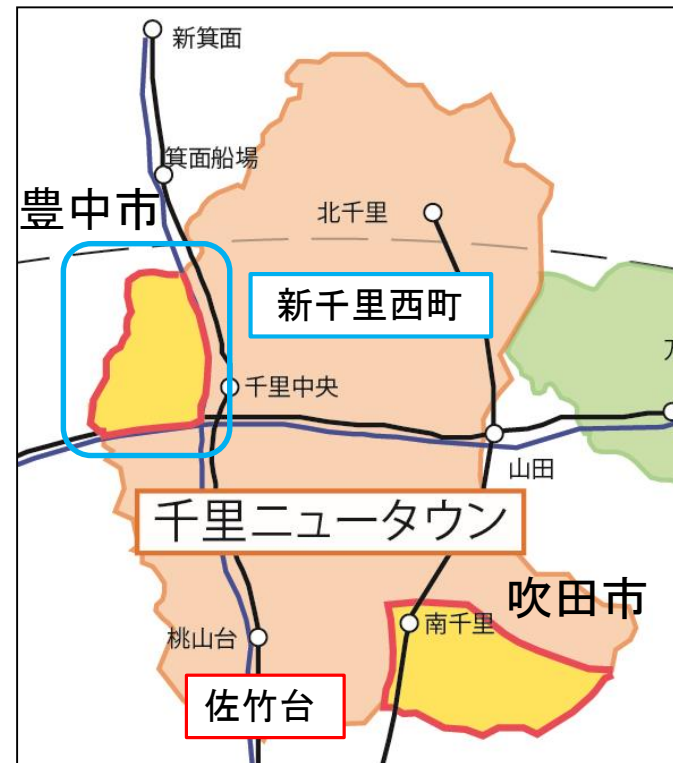 新箕面
箕面船場
豊中市
北千里
新千里西町
千里中央
山田
千里ニュータウン
吹田市
南千里
桃山台
佐竹台